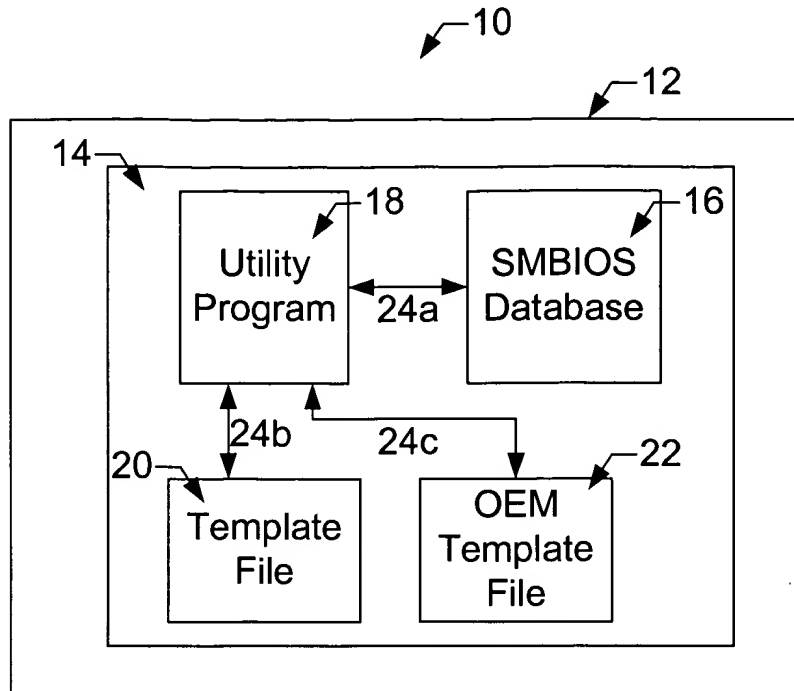 10
12
14
18
16
Utility
Program
24a
SMBIOS
Database
24b
24c
20
22
Template
File
OEM
Template
File